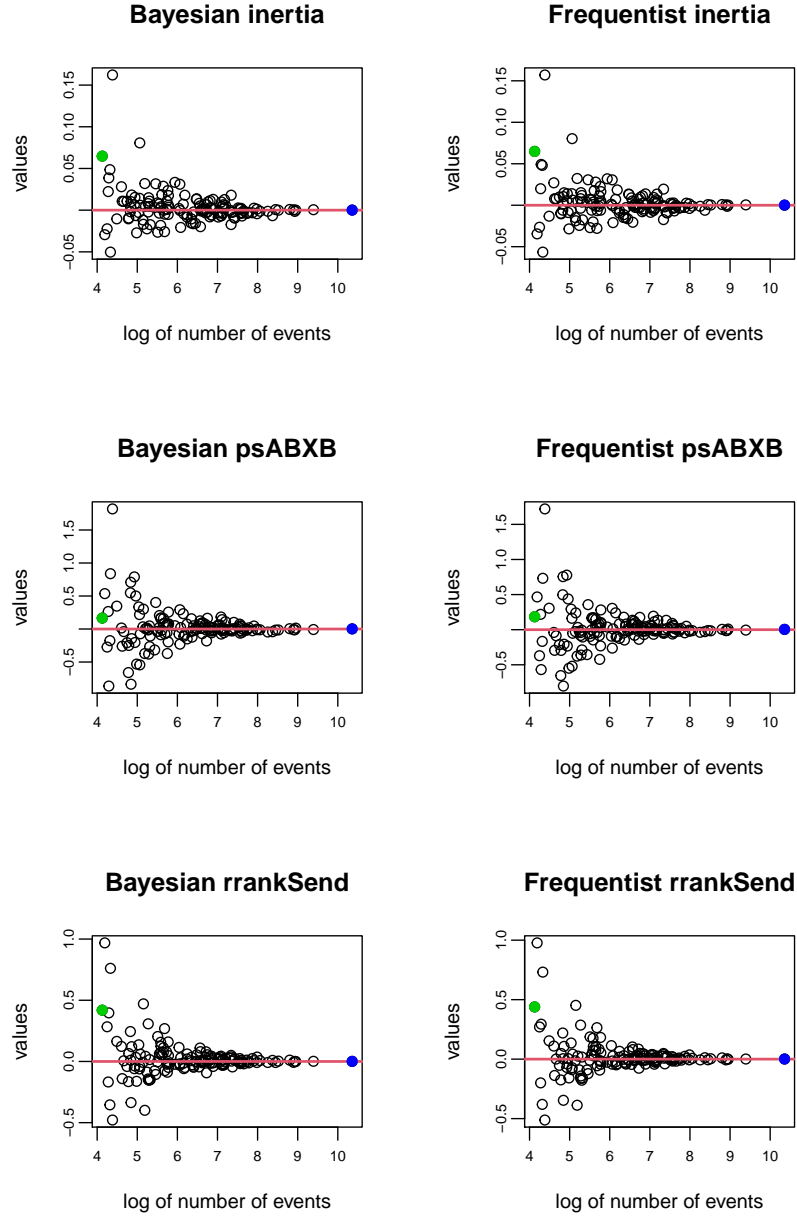 Bayesian inertia
Frequentist inertia
values
−0.05 0.05 0.10 0.15
4 5 6 7 8 9 10
log of number of events
values
−0.05 0.05 0.10 0.15
4 5 6 7 8 9 10
log of number of events
Bayesian psABXB
Frequentist psABXB
values
−0.5 0.5 1.0 1.5
4 5 6 7 8 9 10
log of number of events
values
−0.5 0.5 1.0 1.5
4 5 6 7 8 9 10
log of number of events
Bayesian rrankSend
Frequentist rrankSend
values
−0.5 0.0 0.5 1.0
4 5 6 7 8 9 10
log of number of events
values
−0.5 0.0 0.5 1.0
4 5 6 7 8 9 10
log of number of events